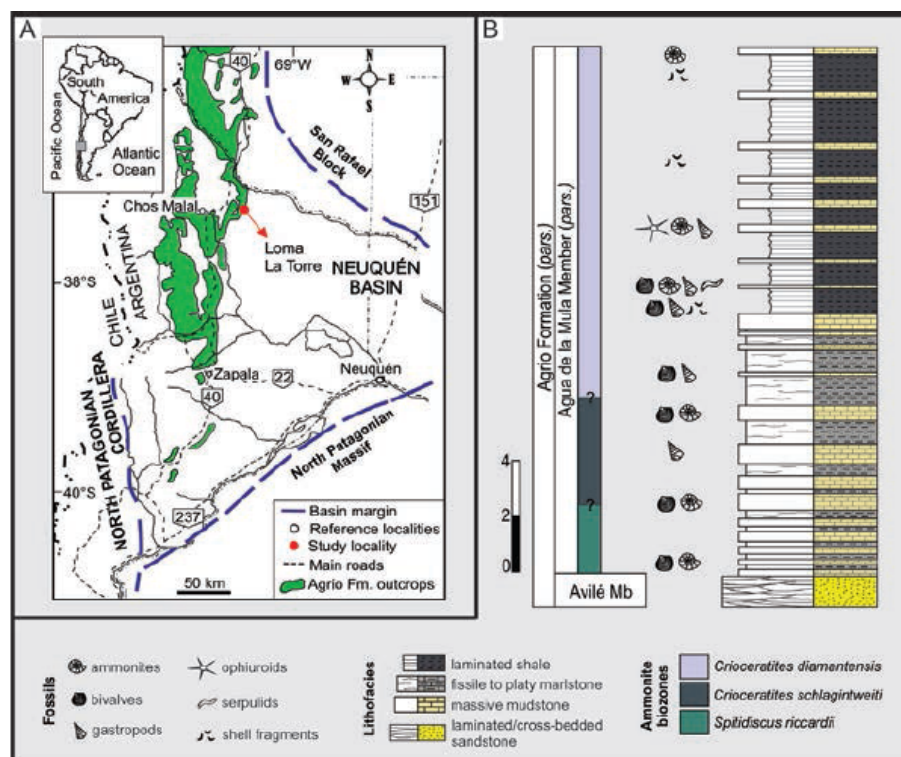 A
South
America
Pacific Ocean
Atlantic
Ocean
40
69°W
N
W E
S
San Rafael
Block
151
Chos Malal
Loma
La Torre
NEUQUÉN
BASIN
38°S
CHILE
ARGENTINA
Zapala
22
Neuquén
40
NORTH PATAGONIAN
CORDILLERA
North Patagonian
Massif
40°S
237
50 km
Basin margin
Reference localities
Study locality
Main roads
Agrio Fm. outcrops
B
Agrio Formation (pars.)
Agua de la Mula Member (pars.)
?
?
4
2
0
Avilé Mb
Fossils
ammonites
bivalves
gastropods
ophiuroids
serpulids
shell fragments
Lithofacies
laminated shale
fissile to platy marlstone
massive mudstone
laminated/cross-bedded
sandstone
Ammonite
biozones
Crioceratites diamentensis
Crioceratites schlagintweiti
Spitidiscus riccardii